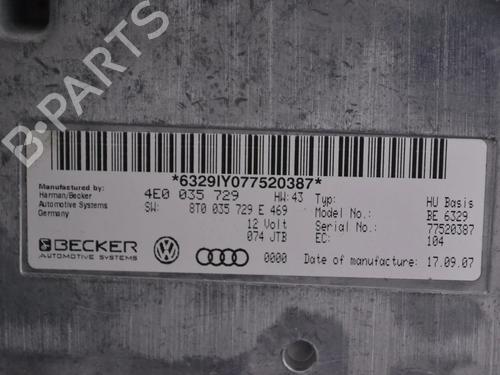 B-PARTS
*6329IY077520387*
Manufactured by:
Harman/Becker
Automotive Systems
Germany
4E0 035 729 HW: 43
SW: 8T0 035 729 E 469
12 Volt
074 JTB
0000
Typ: HU Basis
Model No.: BE 6329
Serial No.: 77520387
EC: 104
Date of manufacture: 17.09.07
BECKER
AUTOMOTIVE SYSTEMS